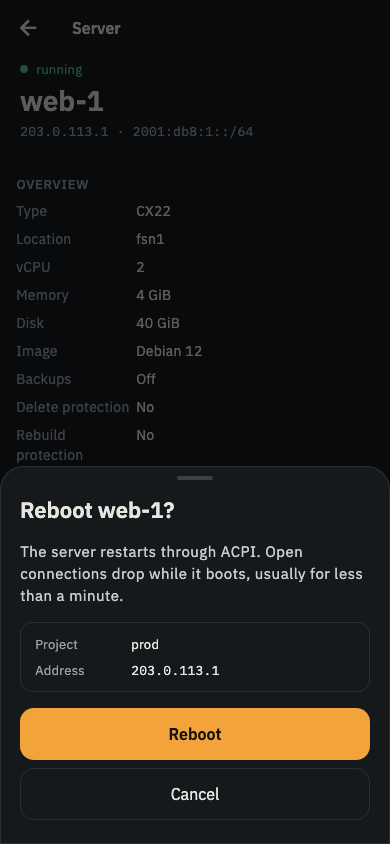 Server
running
web-1
203.0.113.1 · 2001:db8:1::/64
OVERVIEW
Type CX22
Location fsn1
vCPU 2
Memory 4 GiB
Disk 40 GiB
Image Debian 12
Backups Off
Delete protection No
Rebuild No
protection
Reboot web-1?
The server restarts through ACPI. Open
connections drop while it boots, usually for less
than a minute.
Project prod
Address 203.0.113.1
Reboot
Cancel